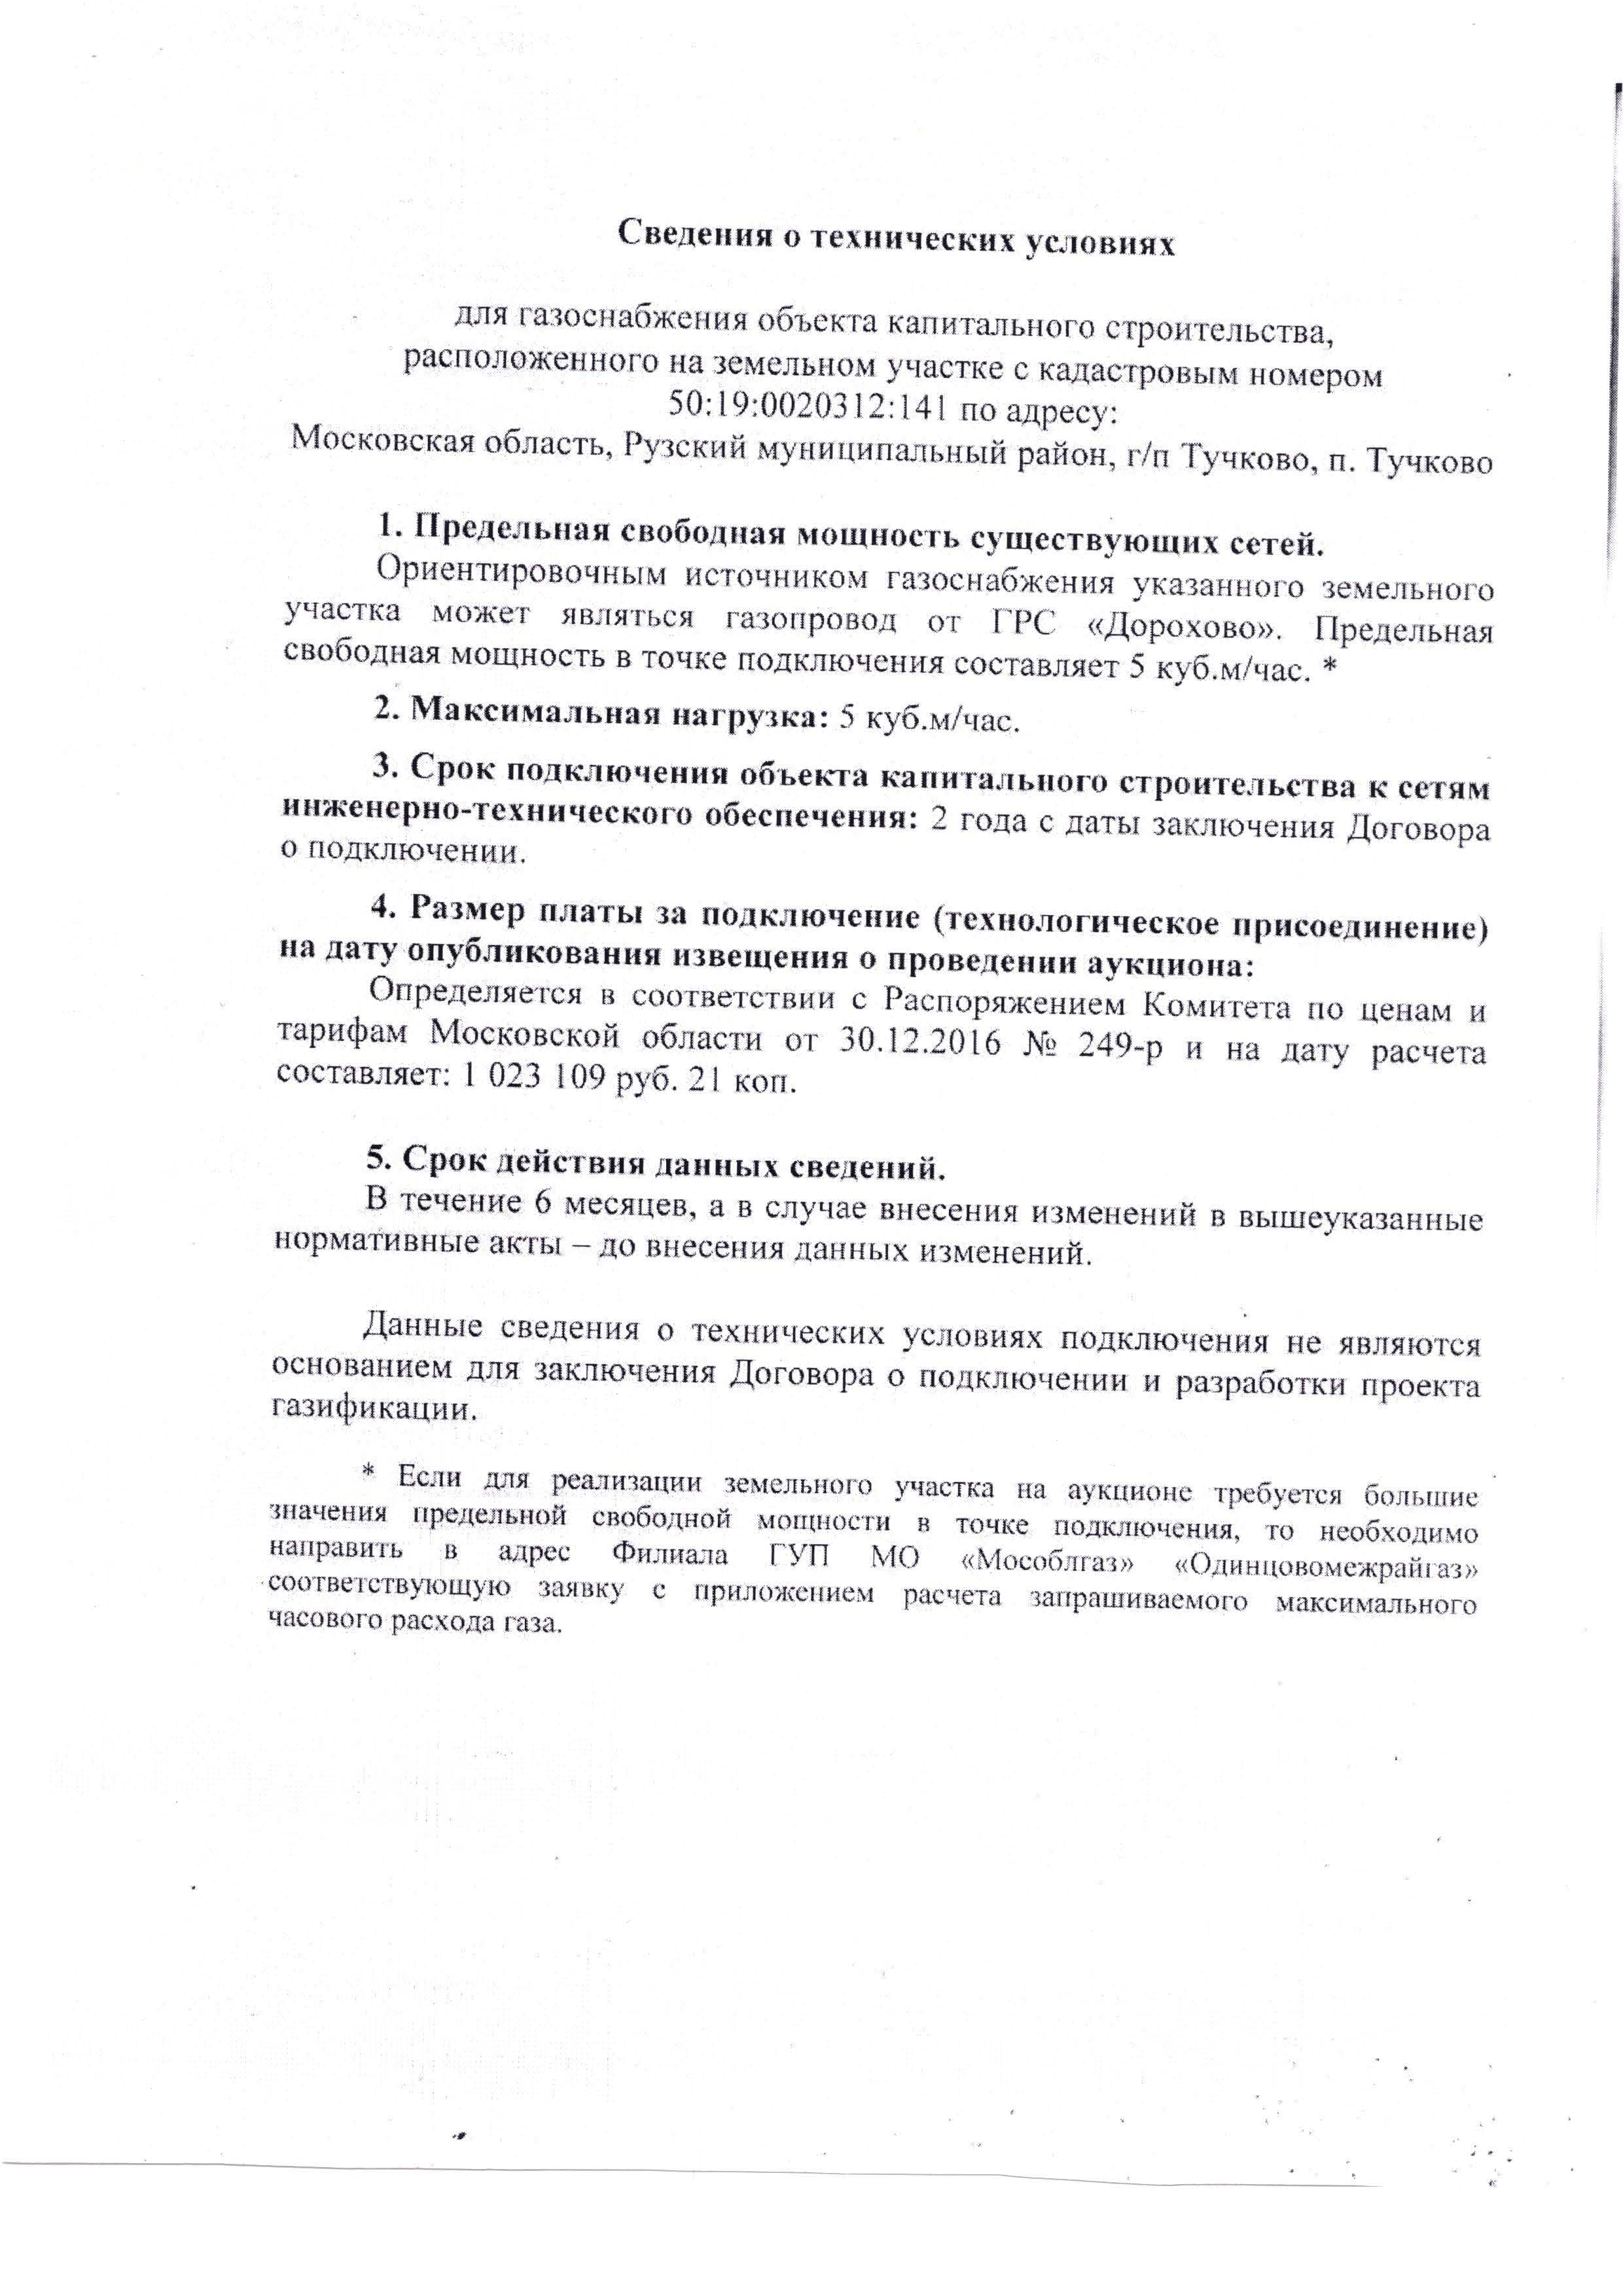 Сведения о технических условиях
для газоснабжения объекта капитального строительства,
расположенного на земельном участке с кадастровым номером
50:19:0020312:141 по адресу:
Московская область, Рузский муниципальный район, г/п Тучково, п. Тучково
1. Предельная свободная мощность существующих сетей.
Ориентировочным источником газоснабжения указанного земельного
участка может являться газопровод от ГРС «Дорохово». Предельная
свободная мощность в точке подключения составляет 5 куб.м/час. *
2. Максимальная нагрузка: 5 куб.м/час.
3. Срок подключения объекта капитального строительства к сетям
инженерно-технического обеспечения: 2 года с даты заключения Договора
о подключении.
4. Размер платы за подключение (технологическое присоединение)
на дату опубликования извещения о проведении аукциона:
Определяется в соответствии с Распоряжением Комитета по ценам и
тарифам Московской области от 30.12.2016 № 249-р и на дату расчета
составляет: 1 023 109 руб. 21 коп.
5. Срок действия данных сведений.
В течение 6 месяцев, а в случае внесения изменений в вышеуказанные
нормативные акты – до внесения данных изменений.
Данные сведения о технических условиях подключения не являются
основанием для заключения Договора о подключении и разработки проекта
газификации.
* Если для реализации земельного участка на аукционе требуется большие
значения предельной свободной мощности в точке подключения, то необходимо
направить в адрес Филиала ГУП МО «Мособлгаз» «Одинцовомежрайгаз»
соответствующую заявку с приложением расчета запрашиваемого максимального
часового расхода газа.